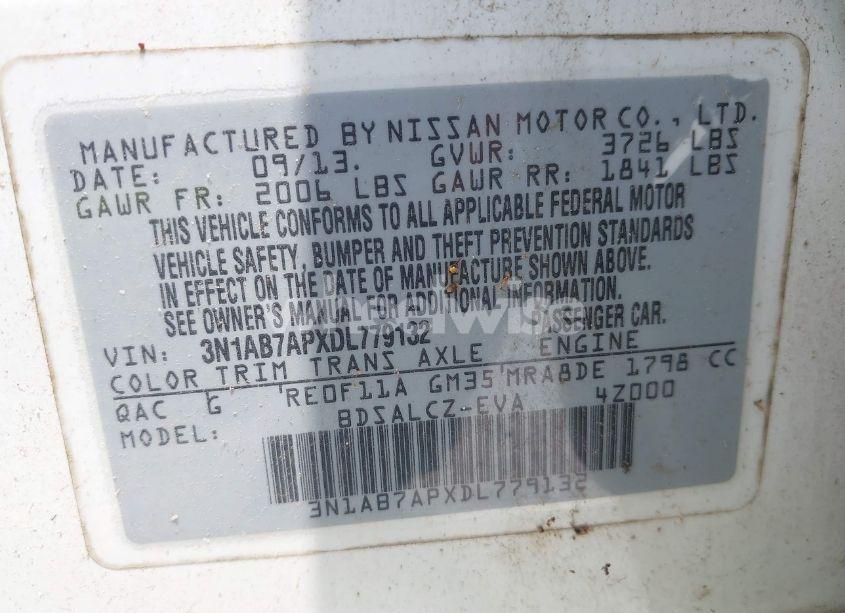 MANUFACTURED BY NISSAN MOTOR CO., LTD.
DATE: 09/13. GVWR: 3726 LBS
GAWR FR: 2006 LBS GAWR RR: 1841 LBS
THIS VEHICLE CONFORMS TO ALL APPLICABLE FEDERAL MOTOR
VEHICLE SAFETY, BUMPER AND THEFT PREVENTION STANDARDS
IN EFFECT ON THE DATE OF MANUFACTURE SHOWN ABOVE.
SEE OWNER'S MANUAL FOR ADDITIONAL INFORMATION.
VIN: 3N1AB7APXDL779132 PASSENGER CAR.
COLOR TRIM TRANS AXLE ENGINE
QAC G RE0F11A GM35 MRA8DE 1798 CC
MODEL: BDSALCZ-EVA 4Z000
3N1AB7APXDL779132